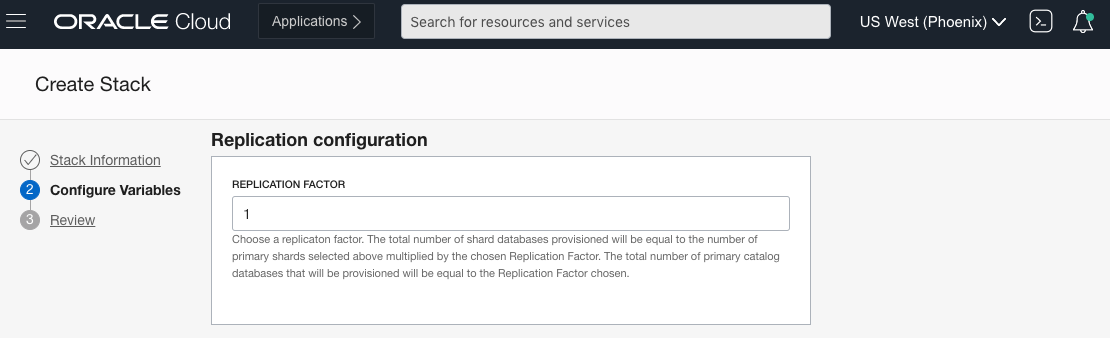 ORACLE Cloud
Applications >
Search for resources and services
US West (Phoenix)
Create Stack
Stack Information
2 Configure Variables
3 Review
Replication configuration
REPLICATION FACTOR
1
Choose a replicaton factor. The total number of shard databases provisioned will be equal to the number of
primary shards selected above multiplied by the chosen Replication Factor. The total number of primary catalog
databases that will be provisioned will be equal to the Replication Factor chosen.